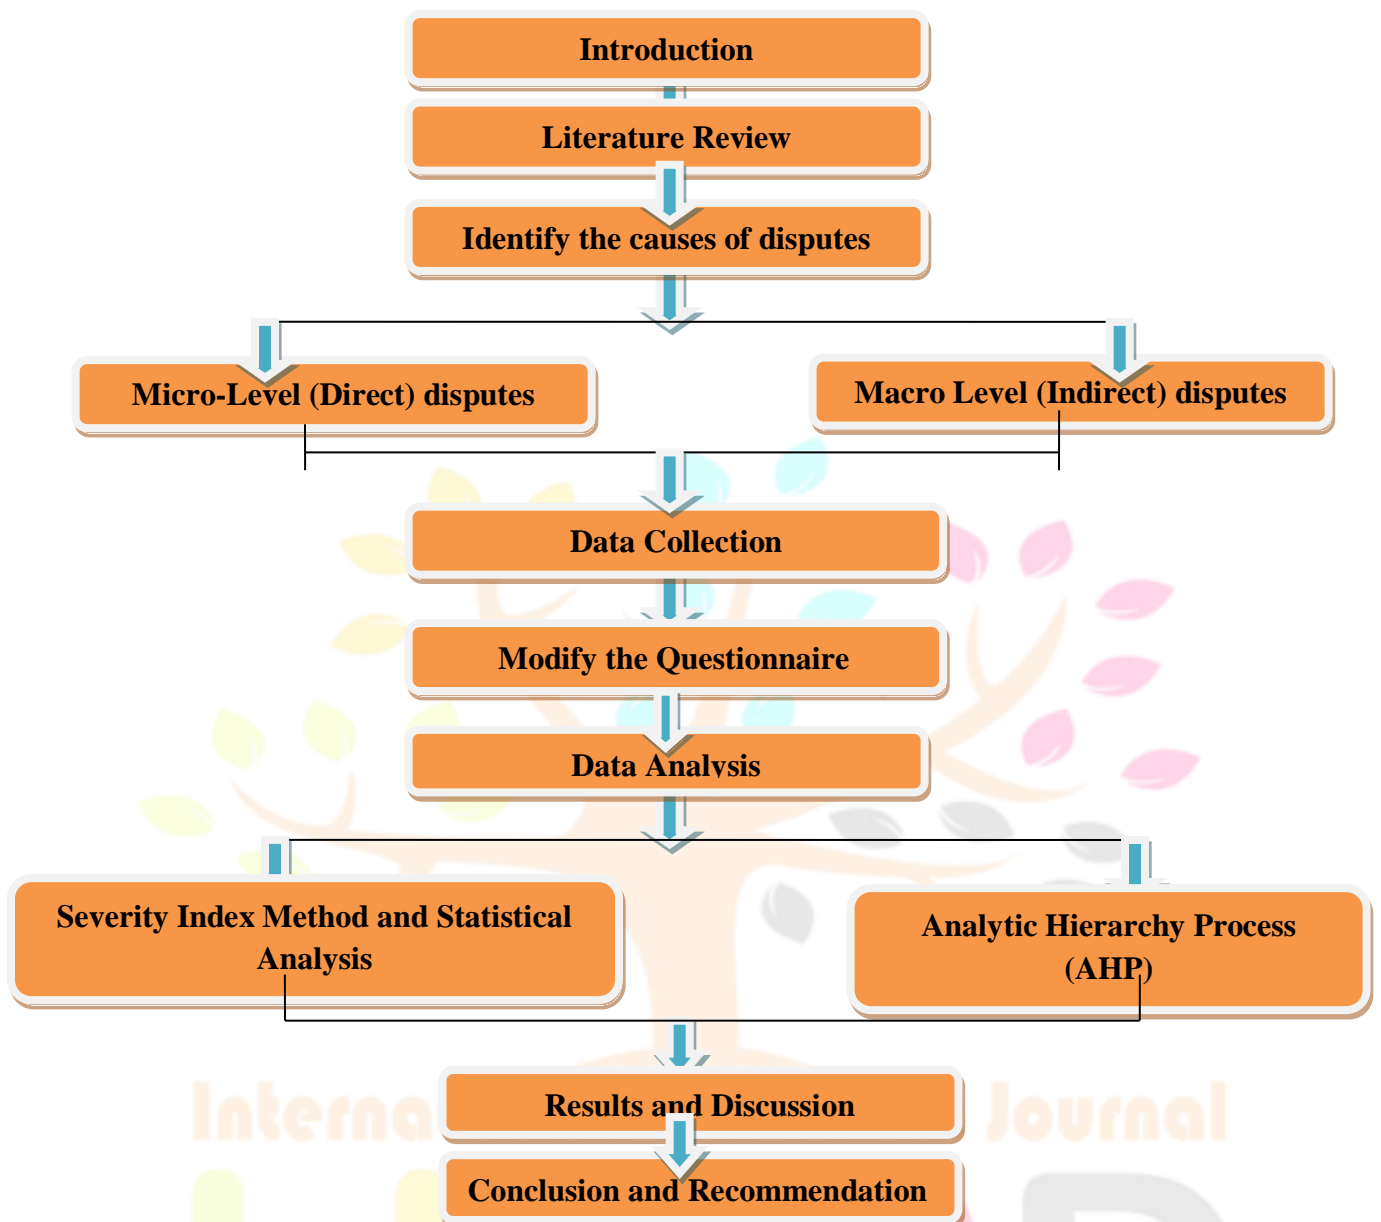 Introduction
Literature Review
Identify the causes of disputes
Micro-Level (Direct) disputes
Macro Level (Indirect) disputes
Data Collection
Modify the Questionnaire
Data Analysis
Severity Index Method and Statistical
Analysis
Analytic Hierarchy Process
(AHP)
Results and Discussion
Journal
Conclusion and Recommendation